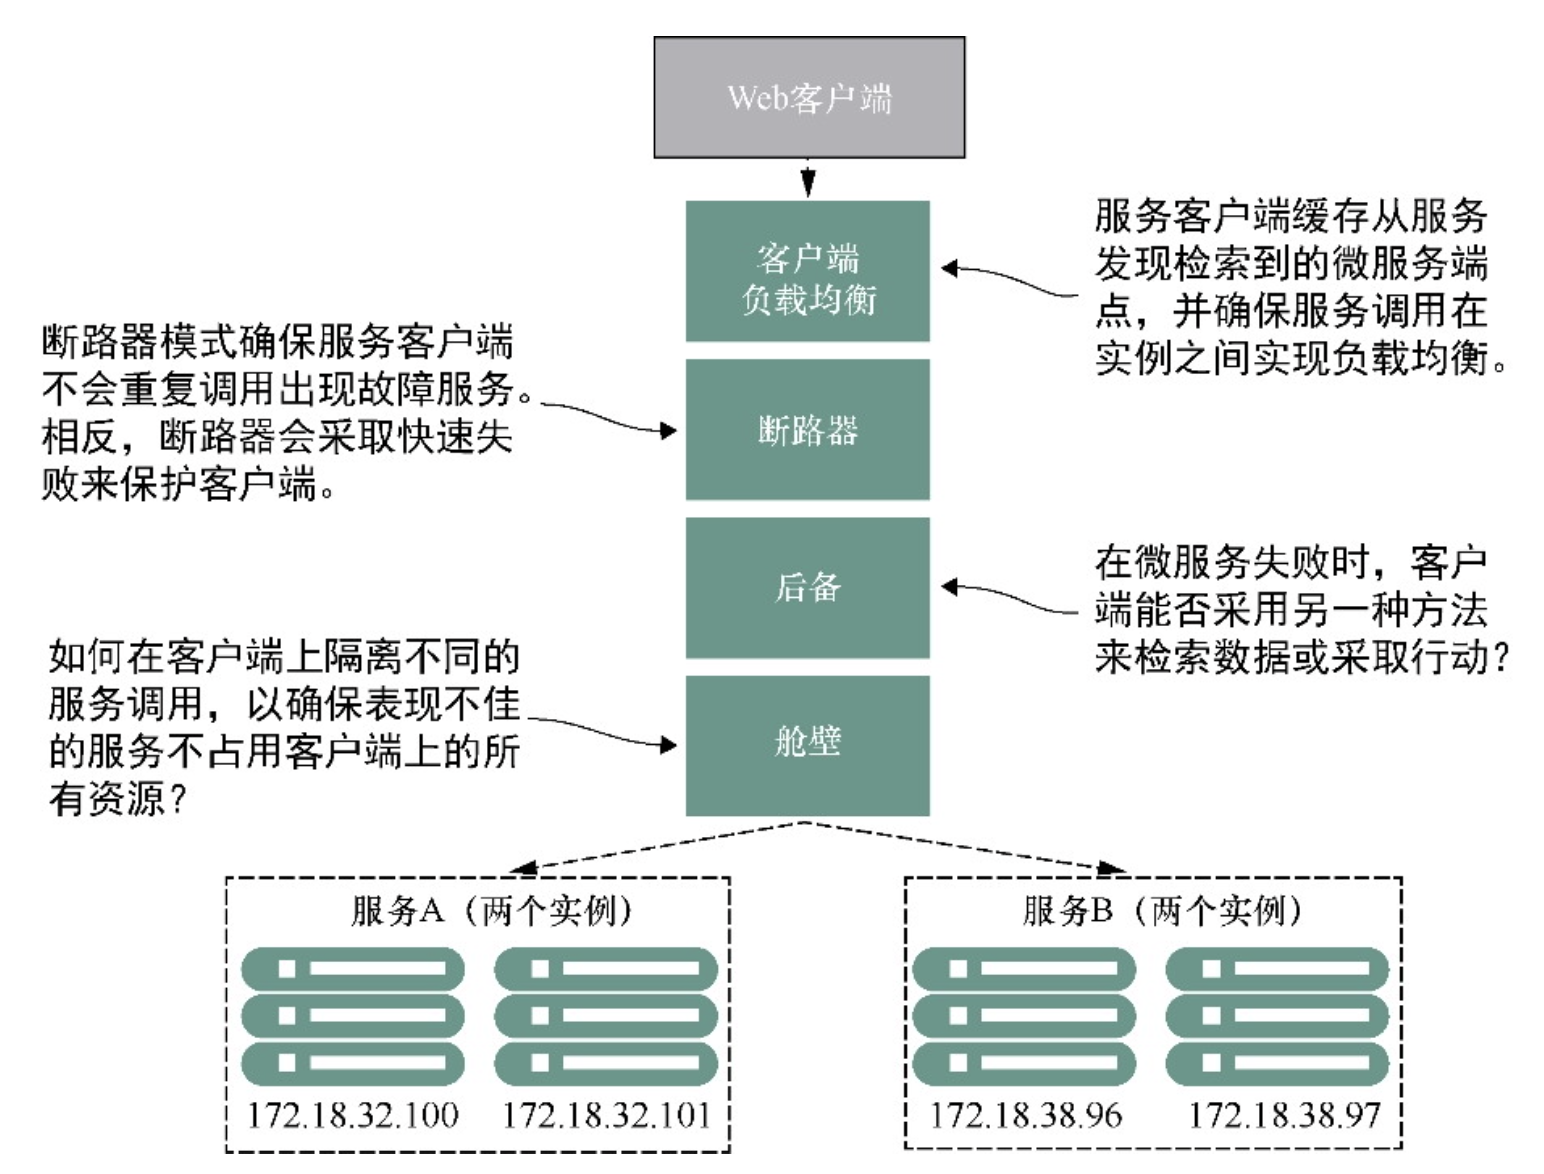 Web客户端
客户端
负载均衡
服务客户端缓存从服务
发现检索到的微服务端
点，并确保服务调用在
实例之间实现负载均衡。
断路器模式确保服务客户端
不会重复调用出现故障服务。
相反，断路器会采取快速失
败来保护客户端。
断路器
后备
在微服务失败时，客户
端能否采用另一种方法
来检索数据或采取行动？
如何在客户端上隔离不同的
服务调用，以确保表现不佳
的服务不占用客户端上的所
有资源？
舱壁
服务A（两个实例）
172.18.32.100
172.18.32.101
服务B（两个实例）
172.18.38.96
172.18.38.97